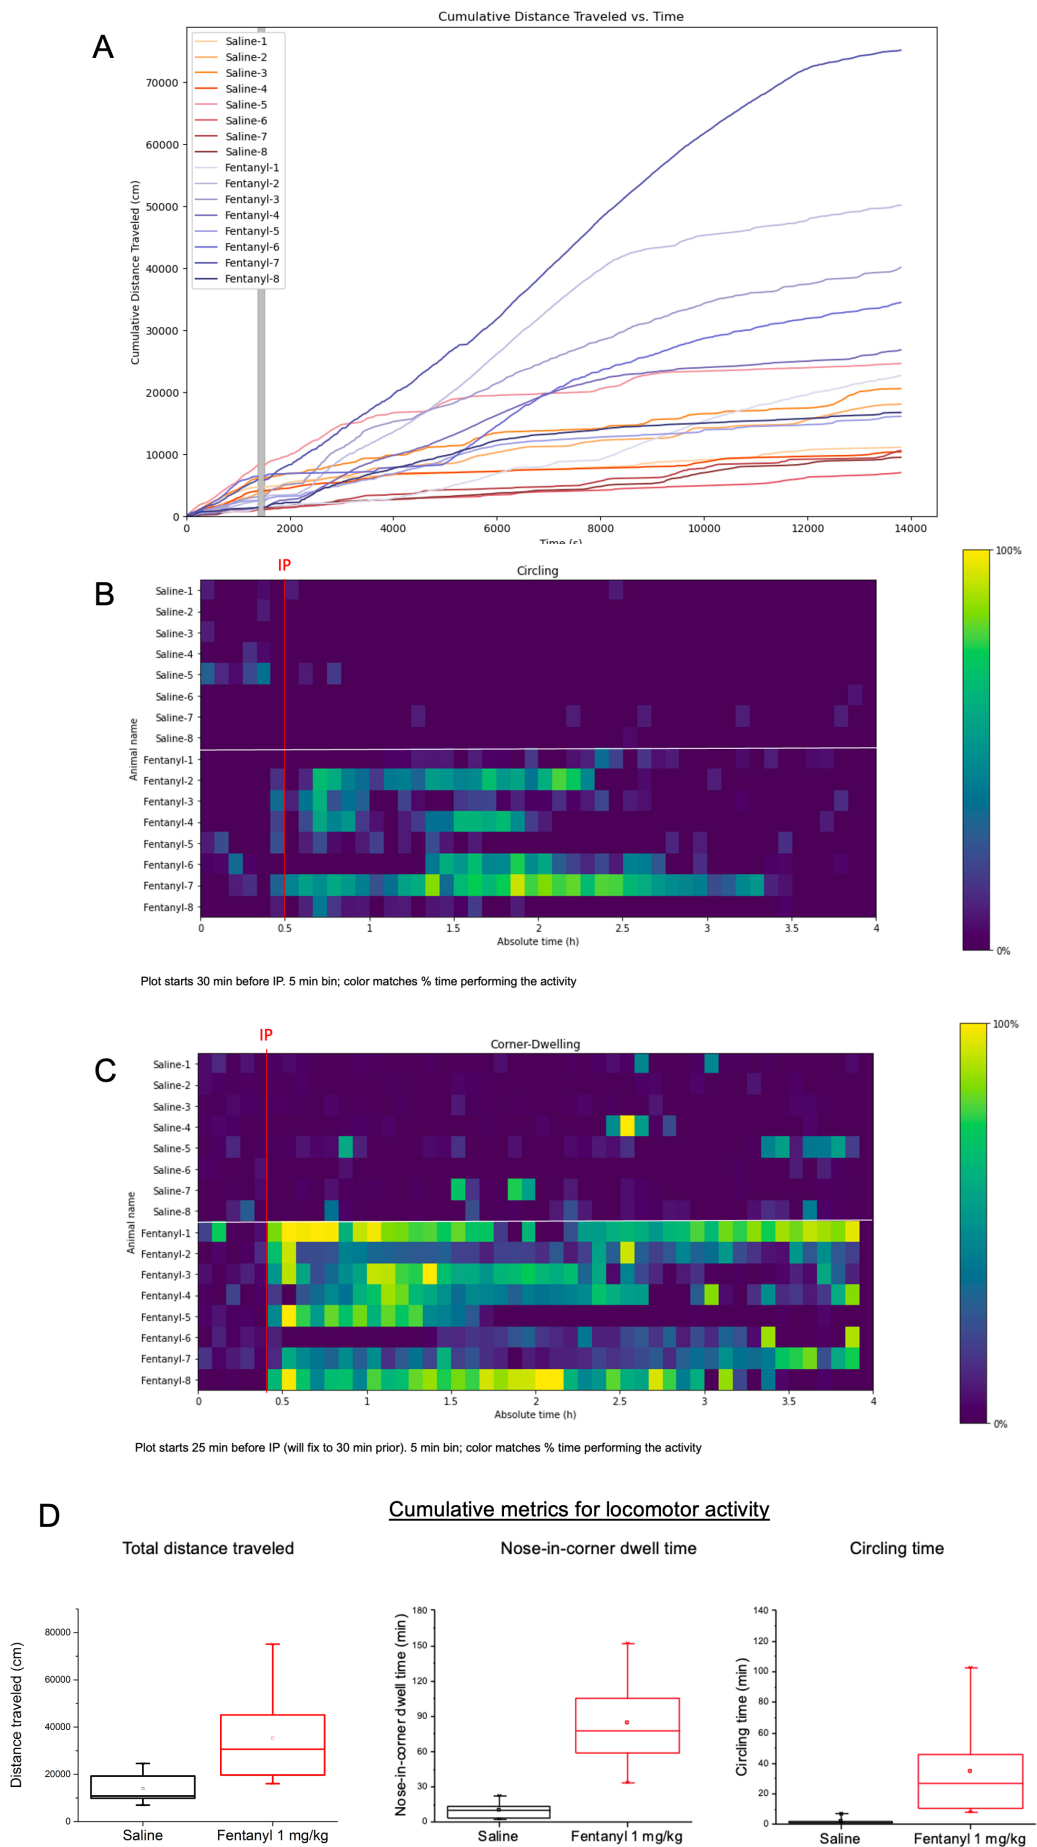 A
Cumulative Distance Traveled vs. Time
Saline-1
Saline-2
Saline-3
Saline-4
Saline-5
Saline-6
Saline-7
Saline-8
Fentanyl-1
Fentanyl-2
Fentanyl-3
Fentanyl-4
Fentanyl-5
Fentanyl-6
Fentanyl-7
Fentanyl-8
Cumulative Distance Traveled (cm)
70000
60000
50000
40000
30000
20000
10000
0
0 2000 4000 6000 8000 10000 12000 14000
Time (s)
B
IP
Circling
100%
0%
Animal name
Saline-1
Saline-2
Saline-3
Saline-4
Saline-5
Saline-6
Saline-7
Saline-8
Fentanyl-1
Fentanyl-2
Fentanyl-3
Fentanyl-4
Fentanyl-5
Fentanyl-6
Fentanyl-7
Fentanyl-8
0 0.5 1 1.5 2 2.5 3 3.5 4
Absolute time (h)
Plot starts 30 min before IP. 5 min bin; color matches % time performing the activity
C
IP
Corner-Dwelling
100%
0%
Animal name
Saline-1
Saline-2
Saline-3
Saline-4
Saline-5
Saline-6
Saline-7
Saline-8
Fentanyl-1
Fentanyl-2
Fentanyl-3
Fentanyl-4
Fentanyl-5
Fentanyl-6
Fentanyl-7
Fentanyl-8
0 0.5 1 1.5 2 2.5 3 3.5 4
Absolute time (h)
Plot starts 25 min before IP (will fix to 30 min prior). 5 min bin; color matches % time performing the activity
D
Cumulative metrics for locomotor activity
Total distance traveled
Distance traveled (cm)
80000
60000
40000
20000
0
Saline Fentanyl 1 mg/kg
Nose-in-corner dwell time
Nose-in-corner dwell time (min)
180
150
120
90
60
30
0
Saline Fentanyl 1 mg/kg
Circling time
Circling time (min)
140
120
100
80
60
40
20
0
Saline Fentanyl 1 mg/kg